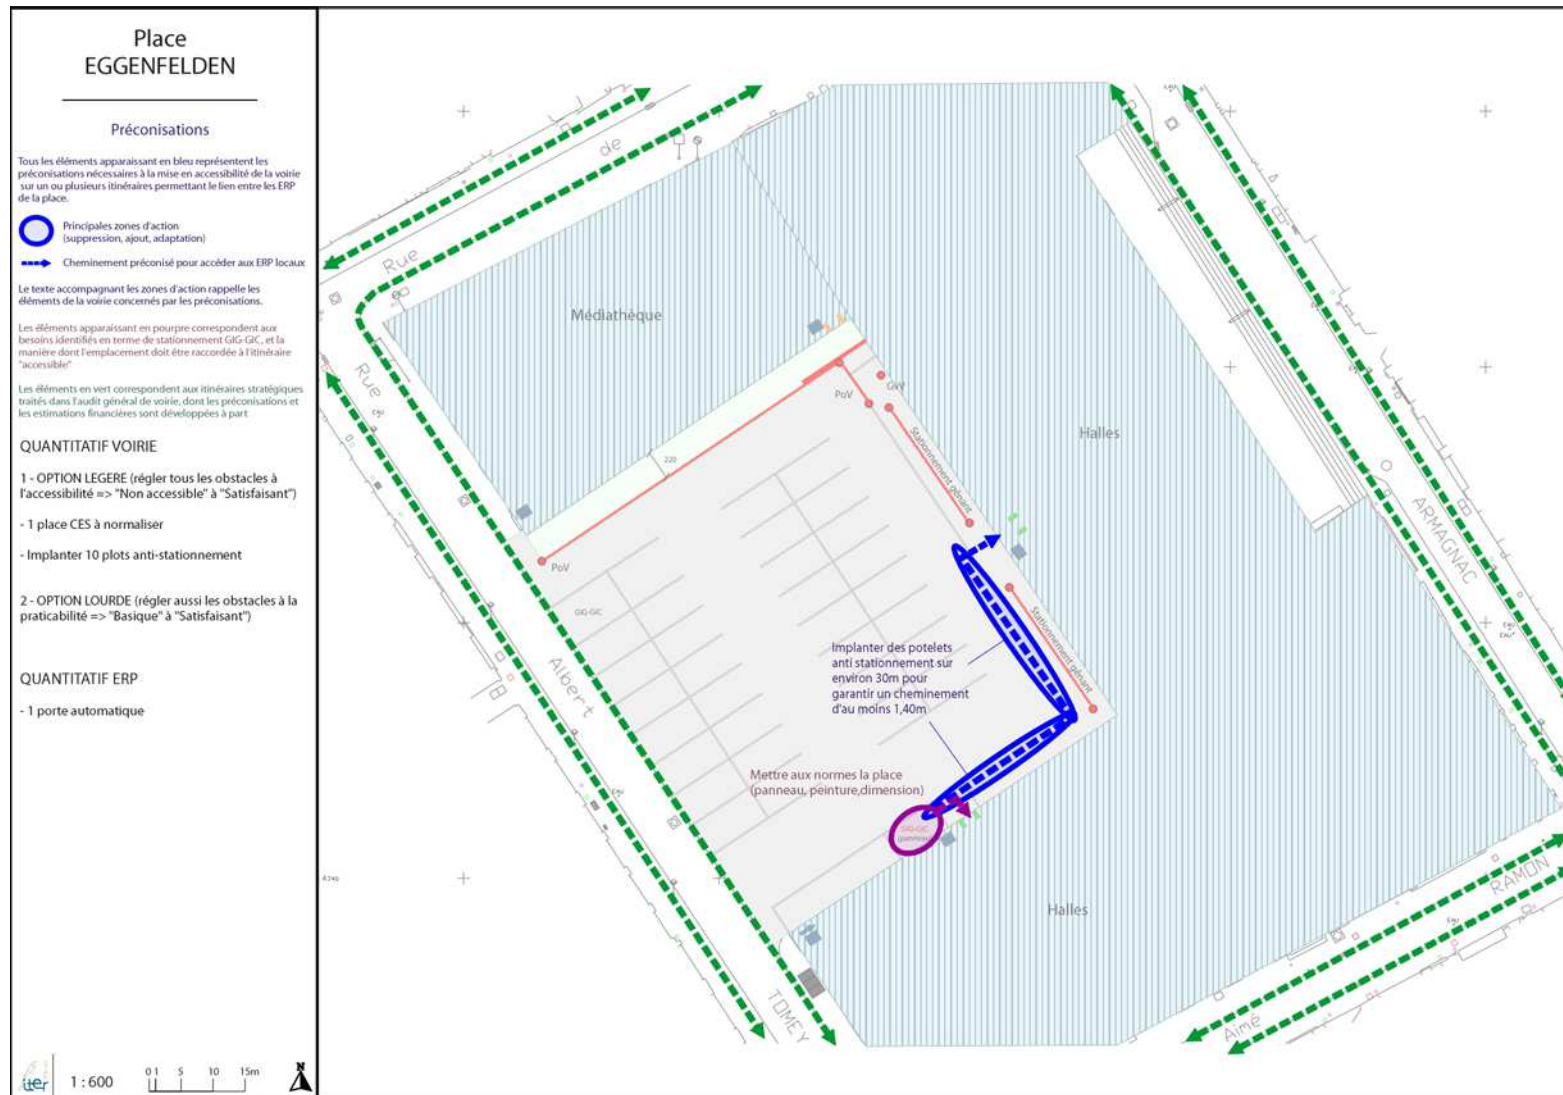 Place
EGGENFELDEN
Préconisations
Tous les éléments apparaissant en bleu représentent les
préconisations nécessaires à la mise en accessibilité de la voirie
sur un ou plusieurs itinéraires permettant le lien entre les ERP
de la place.
Principales zones d'action
(suppression, ajout, adaptation)
Cheminement préconisé pour accéder aux ERP locaux
Le texte accompagnant les zones d'action rappelle les
éléments de la voirie concernés par les préconisations.
Les éléments apparaissant en pourpre correspondent aux
besoins identifiés en terme de stationnement GIG-GIC, et la
manière dont l'emplacement doit être raccordée à l'itinéraire
"accessible"
Les éléments en vert correspondent aux itinéraires stratégiques
traités dans l'audit général de voirie, dont les préconisations et
les estimations financières sont développées à part
QUANTITATIF VOIRIE
1 - OPTION LEGERE (régler tous les obstacles à
l'accessibilité => "Non accessible" à "Satisfaisant")
- 1 place CES à normaliser
- Implanter 10 plots anti-stationnement
2 - OPTION LOURDE (régler aussi les obstacles à la
praticabilité => "Basique" à "Satisfaisant")
QUANTITATIF ERP
- 1 porte automatique
iter
1 : 600
0 1 5 10 15m
N
Rue de
Médiathèque
Rue Albert TOMEY
220
PoV
PoV
GW
Stationnement gênant
Stationnement gênant
GIG-GIC
Halles
ARMAGNAC
Implanter des potelets
anti stationnement sur
environ 30m pour
garantir un cheminement
d'au moins 1,40m
Mettre aux normes la place
(panneau, peinture,dimension)
GIG-GIC
(panneau)
Halles
Aimé RAMON